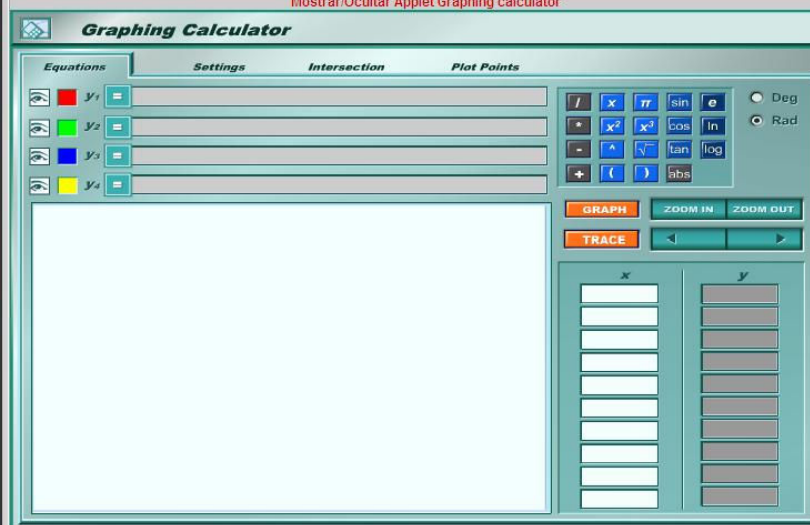 Mostrar/Ocultar Applet Graphing calculator
Graphing Calculator
Equations Settings Intersection Plot Points
y₁ =
y₂ =
y₃ =
y₄ =
/ x π sin e
* x² x³ cos ln
- ^ √ tan log
+ ( ) abs
Deg
Rad
GRAPH ZOOM IN ZOOM OUT
TRACE
x y